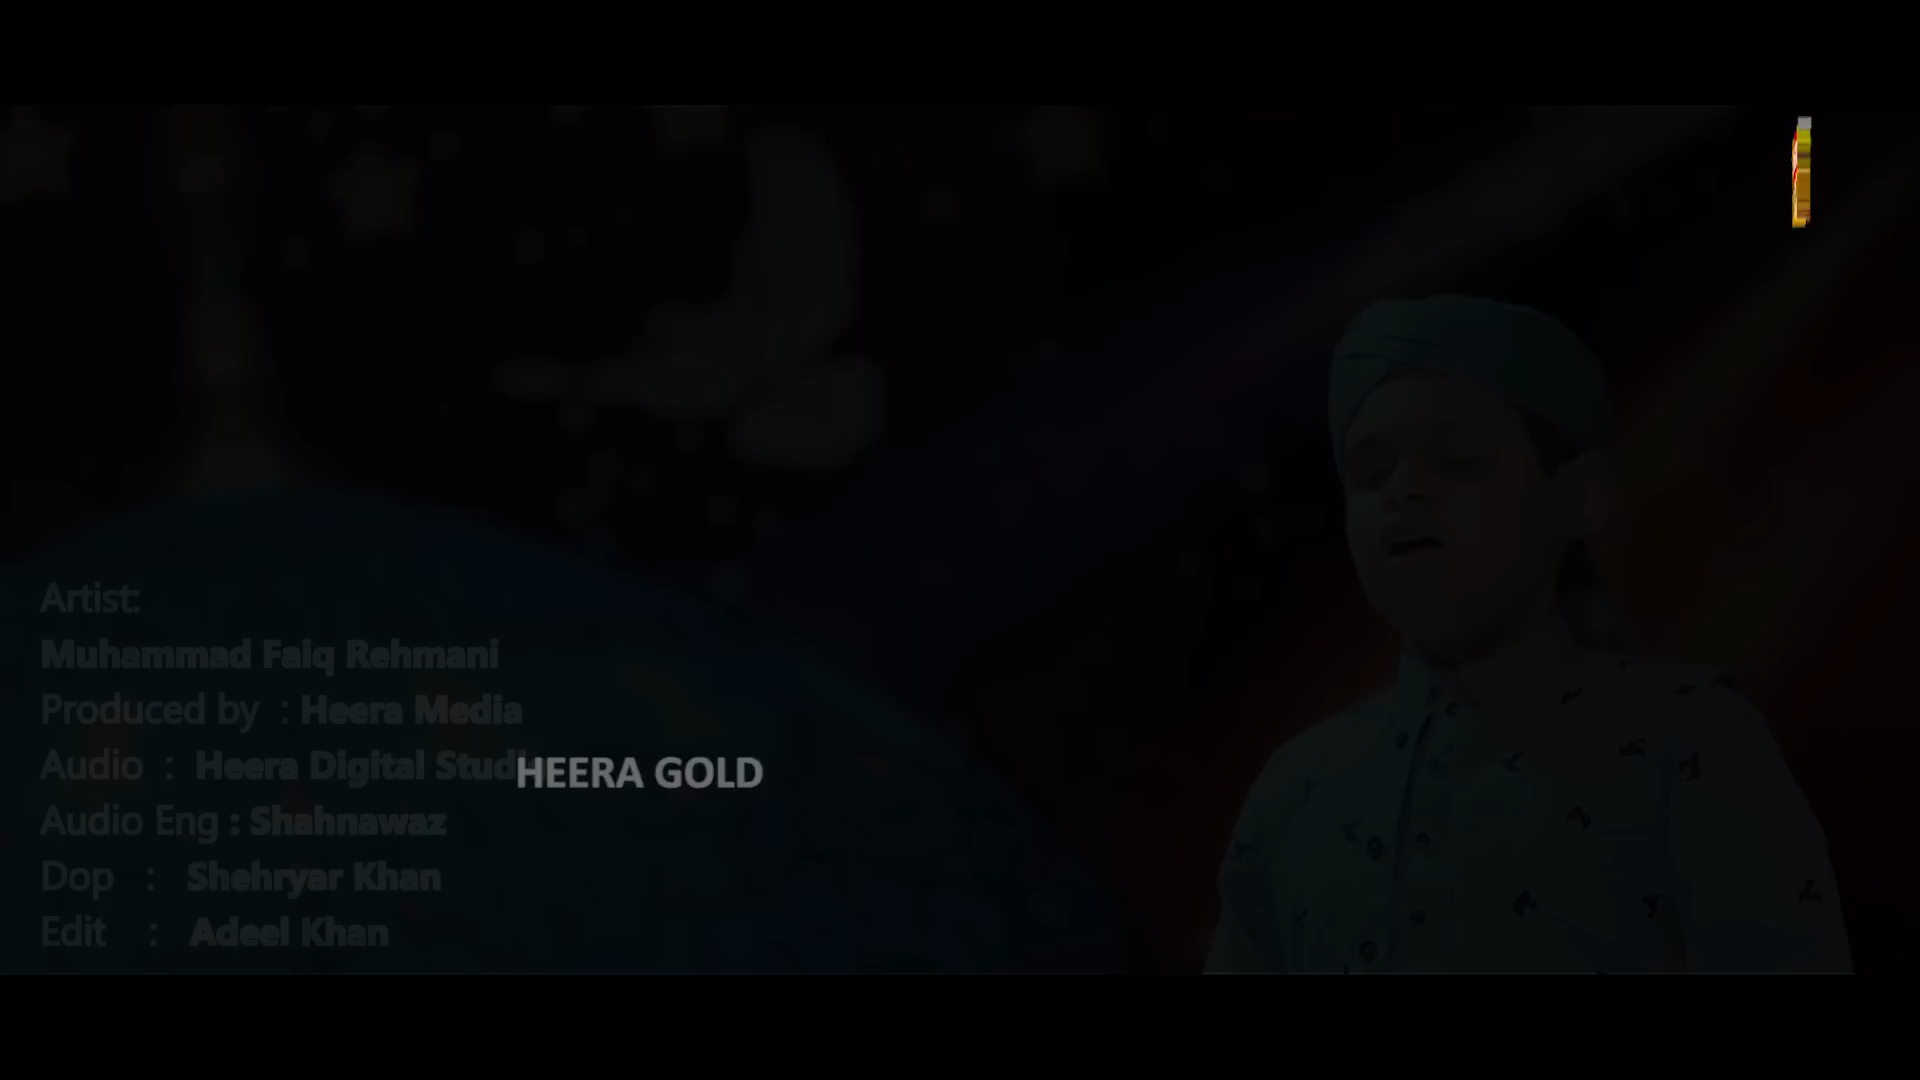 Artist:
Muhammad Faiq Rehmani
Produced by : Heera Media
Audio : Heera Digital Stud
HEERA GOLD
Audio Eng : Shahnawaz
Dop : Shehryar Khan
Edit : Adeel Khan